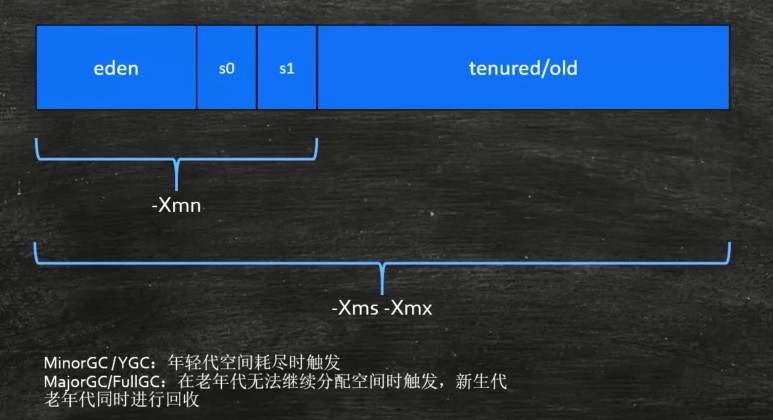 eden s0 s1 tenured/old
-Xmn
-Xms -Xmx
MinorGC/YGC：年轻代空间耗尽时触发
MajorGC/FullGC：在老年代无法继续分配空间时触发，新生代
老年代同时进行回收